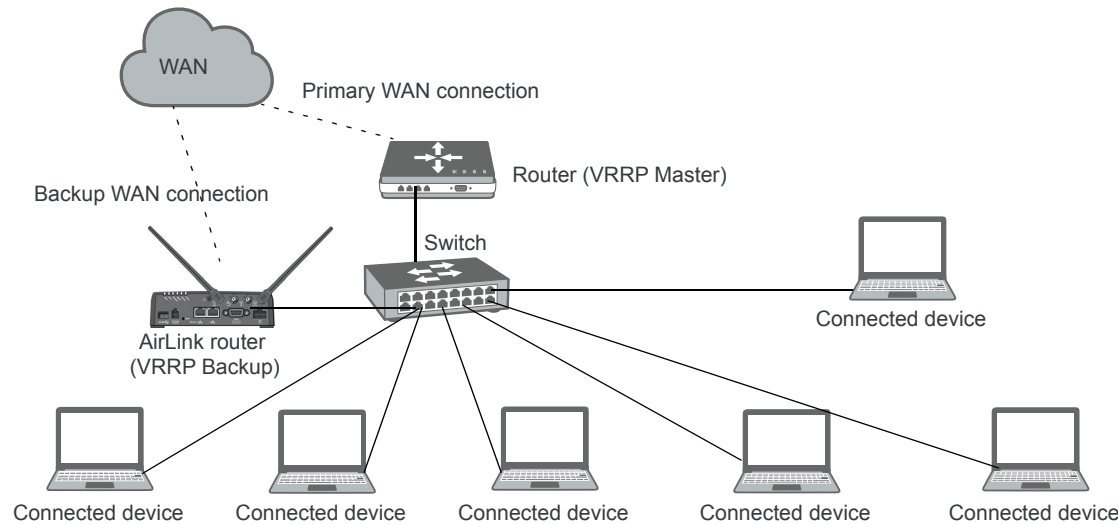 WAN
Primary WAN connection
Router (VRRP Master)
Backup WAN connection
Switch
Connected device
AirLink router
(VRRP Backup)
Connected device
Connected device
Connected device
Connected device
Connected device